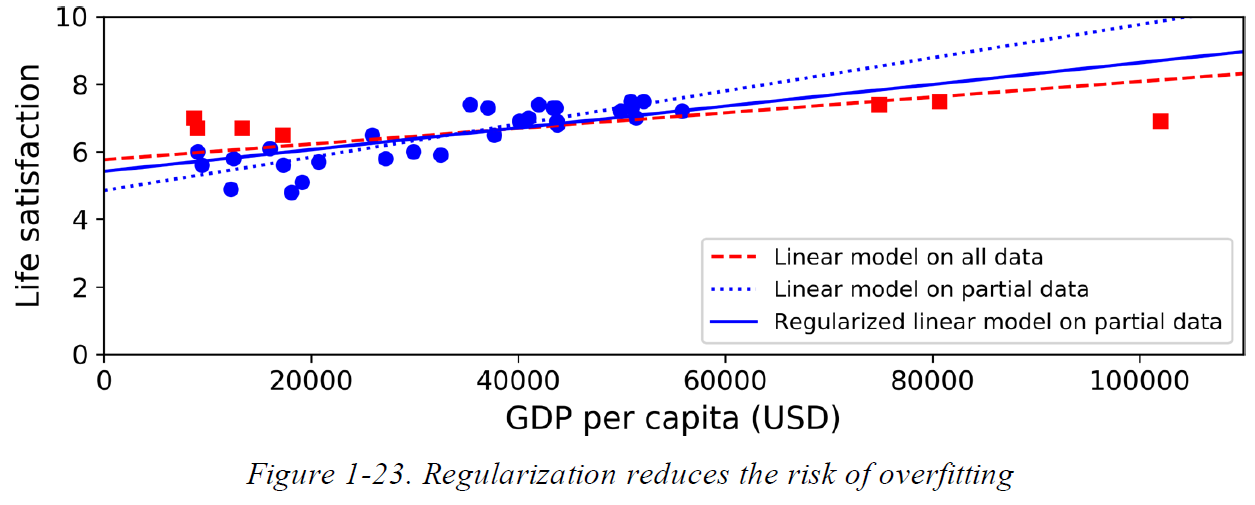 10
8
6
4
2
0
Life satisfaction
Linear model on all data
Linear model on partial data
Regularized linear model on partial data
0 20000 40000 60000 80000 100000
GDP per capita (USD)
Figure 1-23. Regularization reduces the risk of overfitting